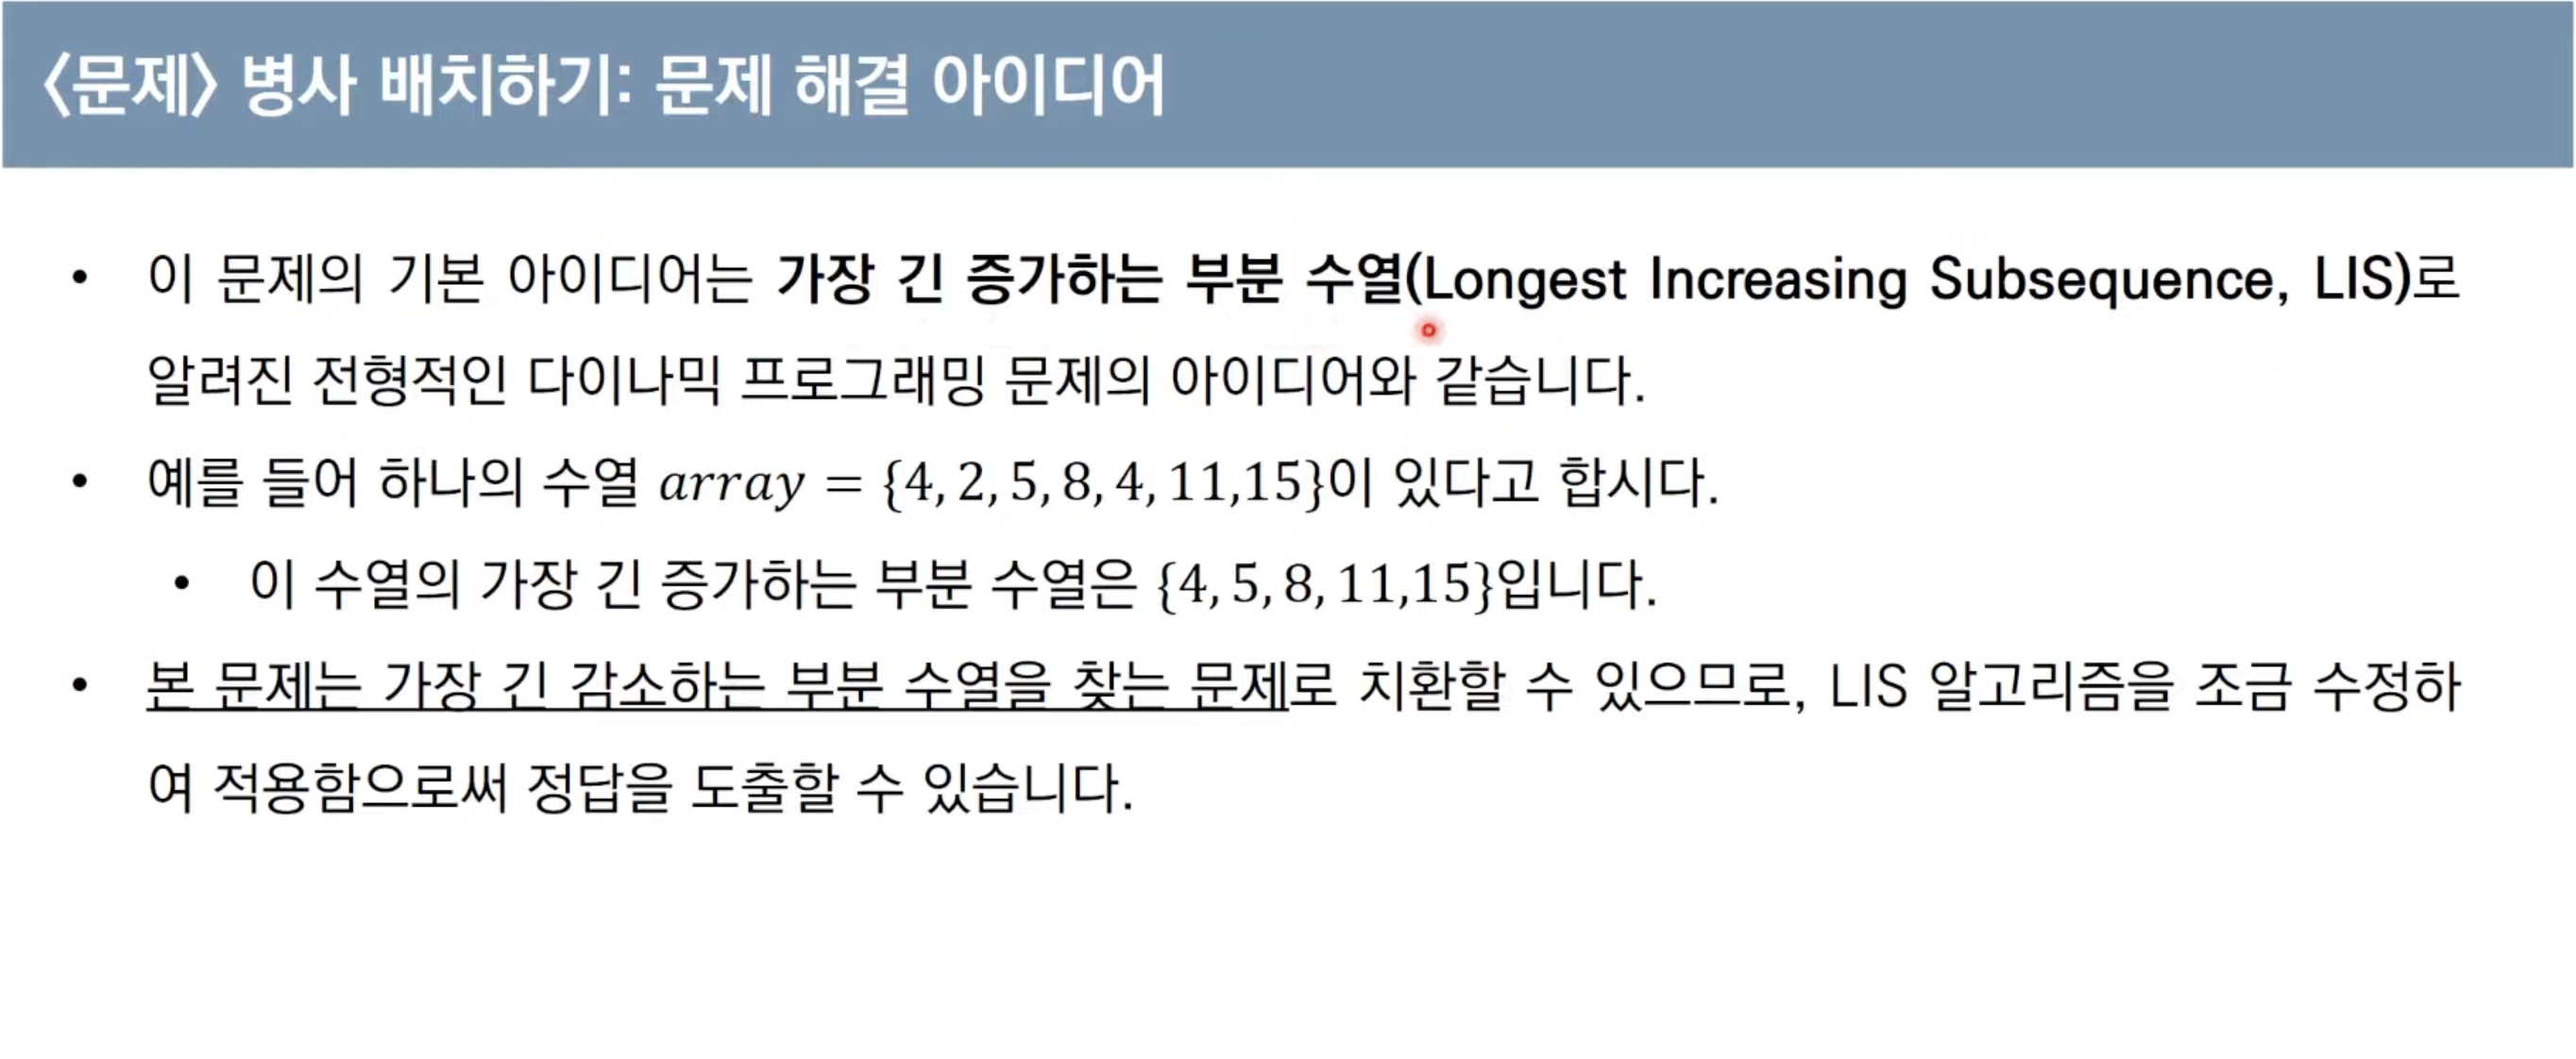 〈문제〉 병사 배치하기: 문제 해결 아이디어
• 이 문제의 기본 아이디어는 가장 긴 증가하는 부분 수열(Longest Increasing Subsequence, LIS)로
알려진 전형적인 다이나믹 프로그래밍 문제의 아이디어와 같습니다.
• 예를 들어 하나의 수열 array = {4, 2, 5, 8, 4, 11,15}이 있다고 합시다.
• 이 수열의 가장 긴 증가하는 부분 수열은 {4, 5, 8, 11,15}입니다.
• 본 문제는 가장 긴 감소하는 부분 수열을 찾는 문제로 치환할 수 있으므로, LIS 알고리즘을 조금 수정하
여 적용함으로써 정답을 도출할 수 있습니다.